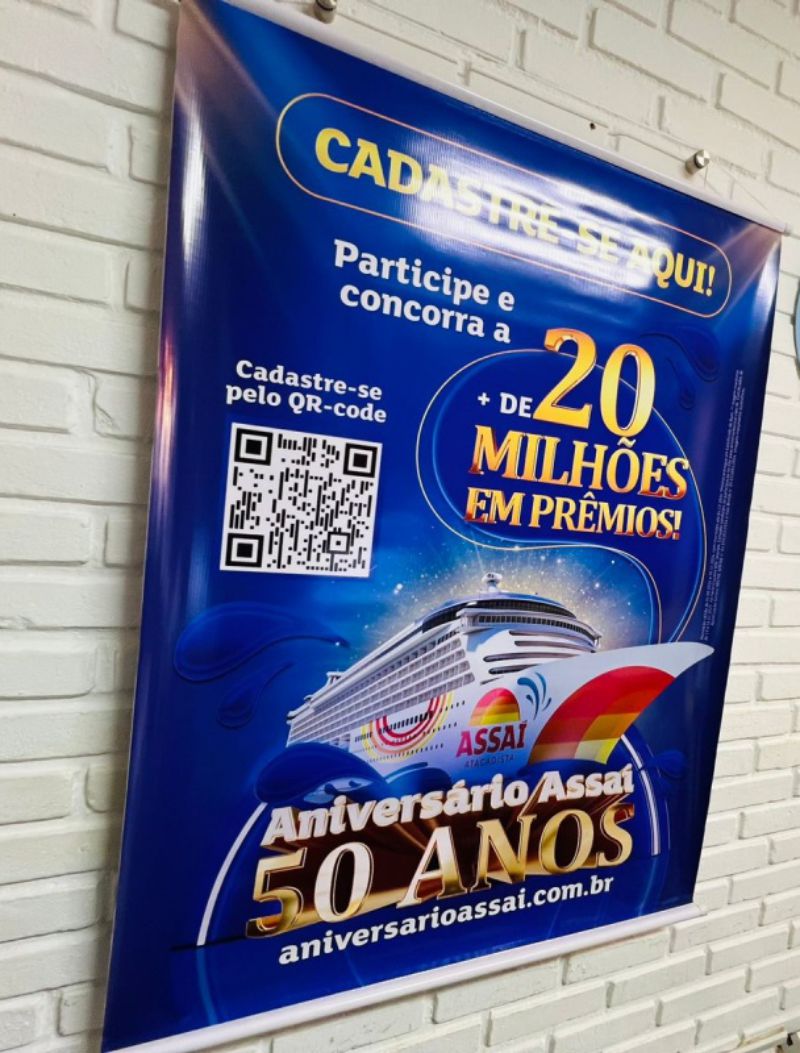 CADASTRE-SE AQUI!
Participe e
concorra a
+ DE 20
MILHÕES
EM PRÊMIOS!
Cadastre-se
pelo QR-code
ASSAÍ
ATACADISTA
Aniversário Assaí
50 ANOS
aniversarioassai.com.br